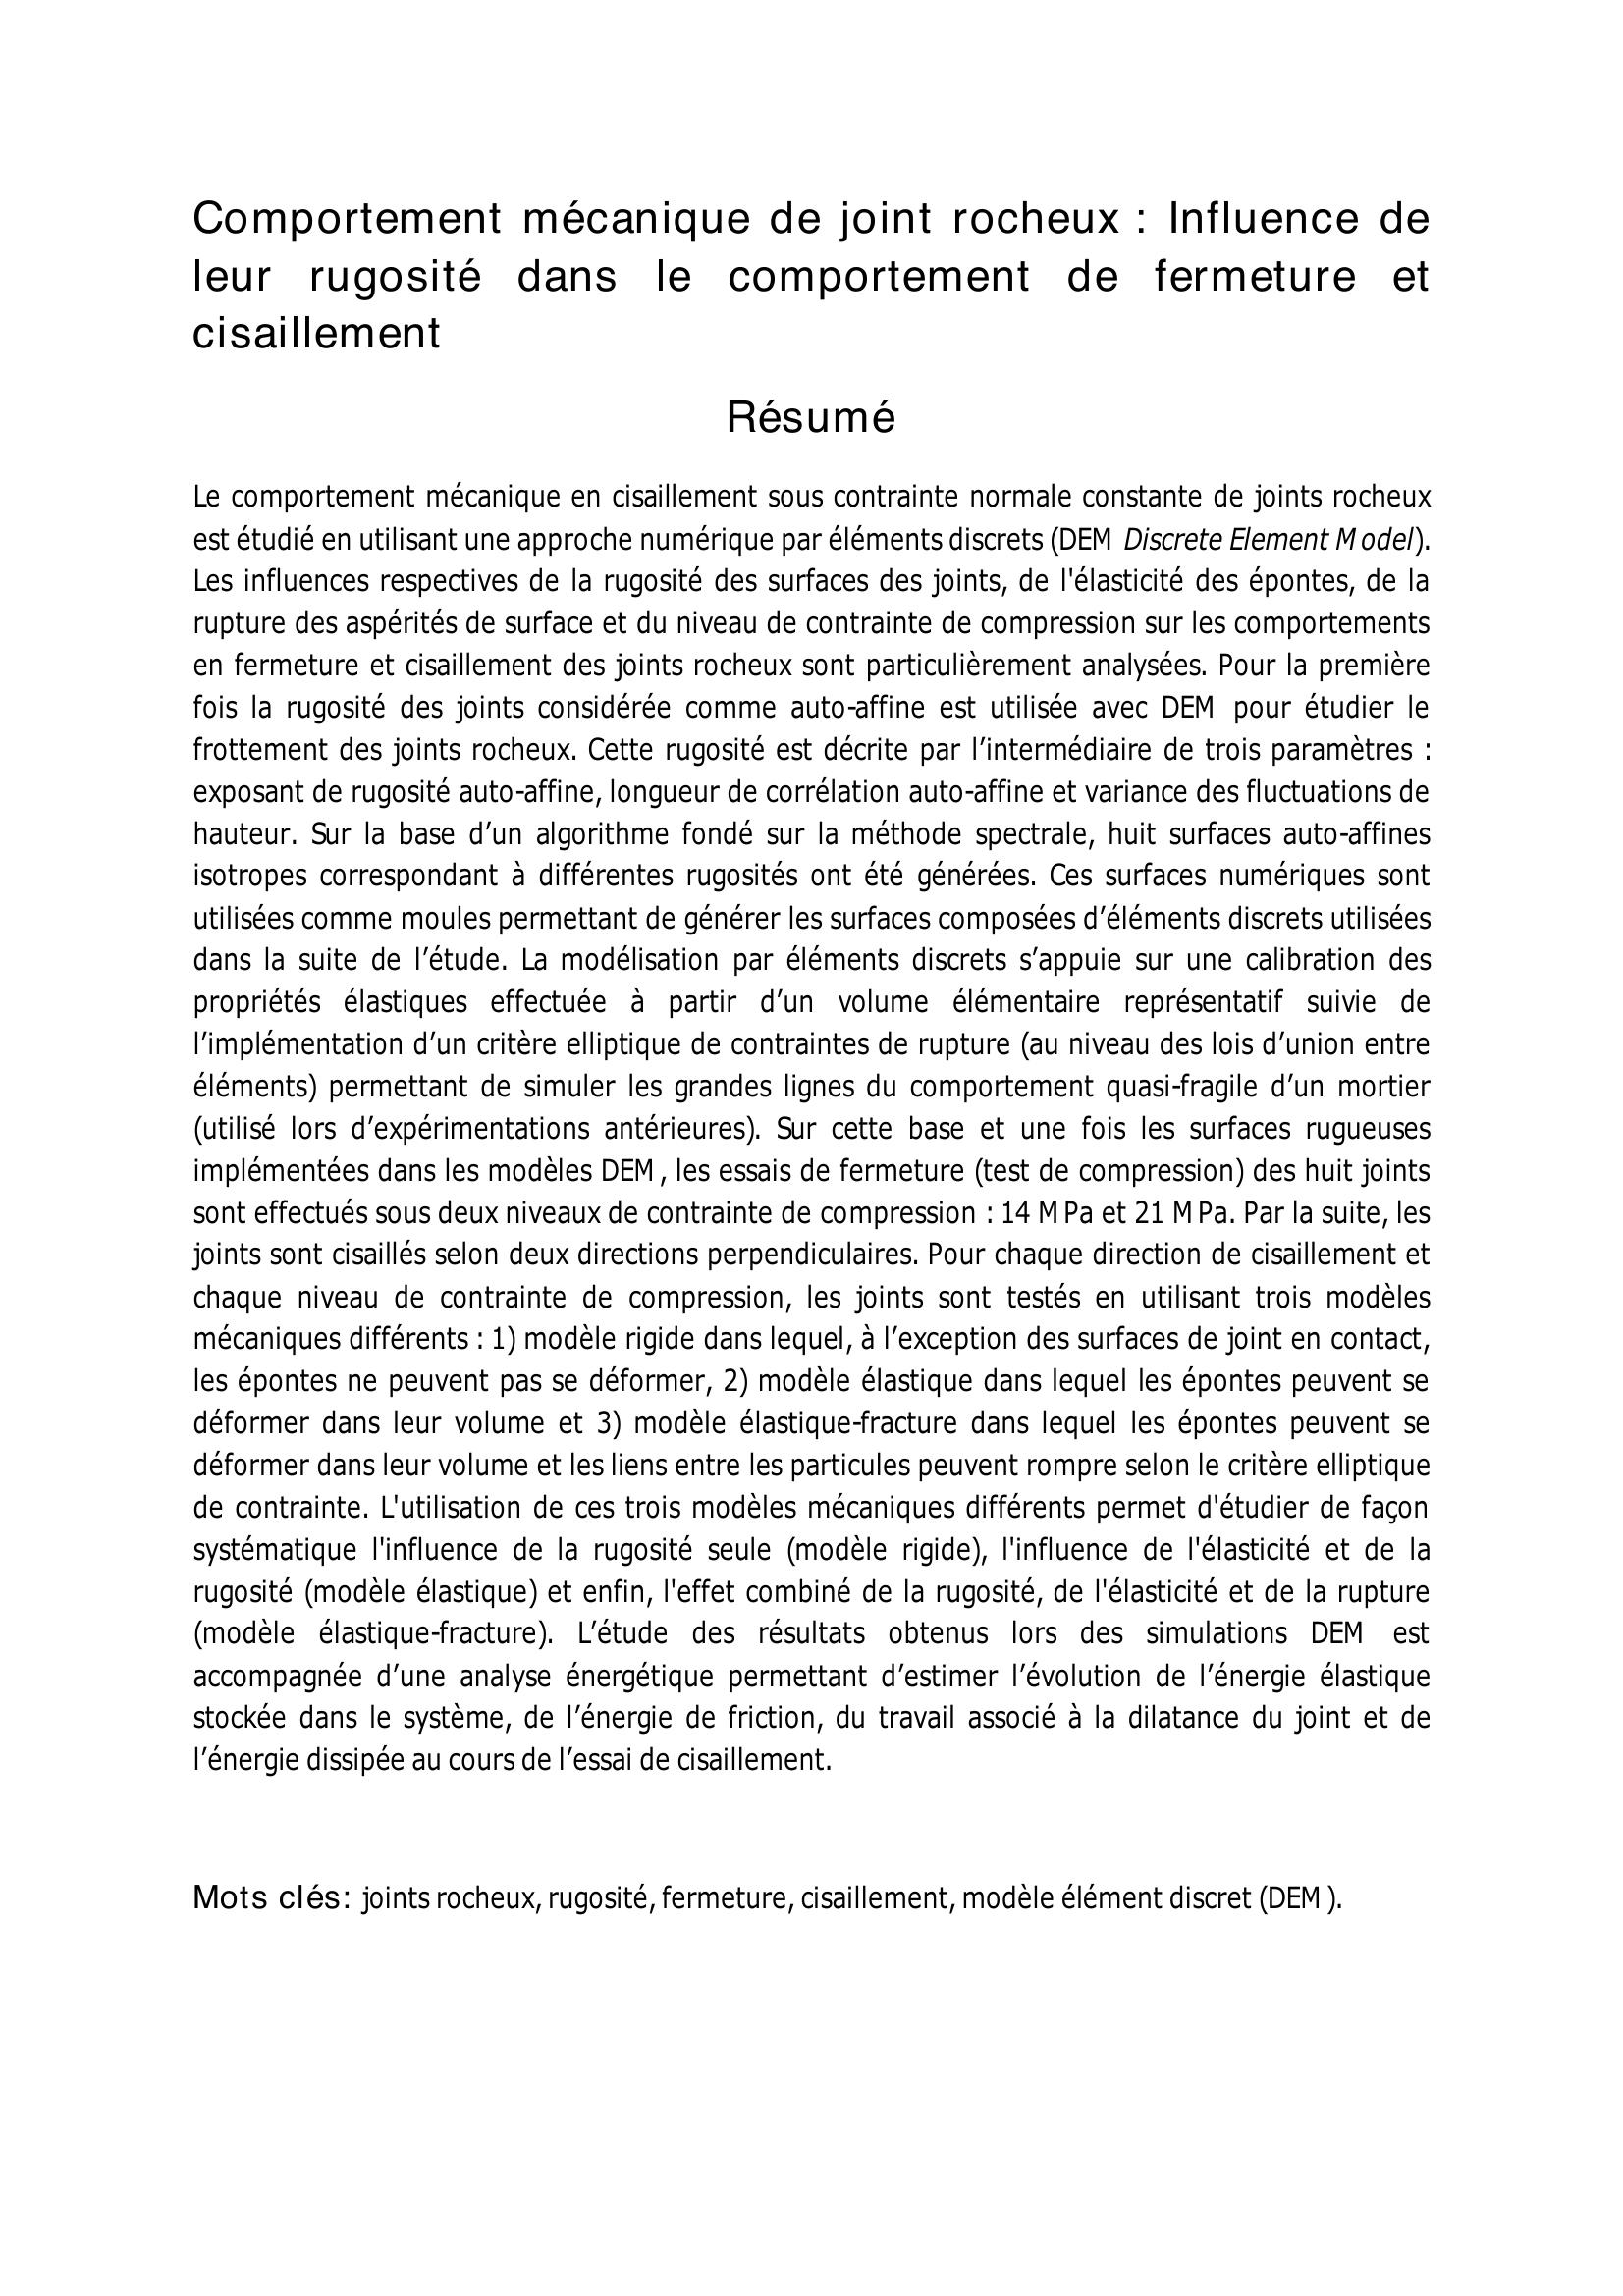 Comportement mécanique de joint rocheux : Influence de
leur rugosité dans le comportement de fermeture et
cisaillement
Résumé
Le comportement mécanique en cisaillement sous contrainte normale constante de joints rocheux
est étudié en utilisant une approche numérique par éléments discrets (DEM Discrete Element Model).
Les influences respectives de la rugosité des surfaces des joints, de l'élasticité des épontes, de la
rupture des aspérités de surface et du niveau de contrainte de compression sur les comportements
en fermeture et cisaillement des joints rocheux sont particulièrement analysées. Pour la première
fois la rugosité des joints considérée comme auto-affine est utilisée avec DEM pour étudier le
frottement des joints rocheux. Cette rugosité est décrite par l’intermédiaire de trois paramètres :
exposant de rugosité auto-affine, longueur de corrélation auto-affine et variance des fluctuations de
hauteur. Sur la base d’un algorithme fondé sur la méthode spectrale, huit surfaces auto-affines
isotropes correspondant à différentes rugosités ont été générées. Ces surfaces numériques sont
utilisées comme moules permettant de générer les surfaces composées d’éléments discrets utilisées
dans la suite de l’étude. La modélisation par éléments discrets s’appuie sur une calibration des
propriétés élastiques effectuée à partir d’un volume élémentaire représentatif suivie de
l’implémentation d’un critère elliptique de contraintes de rupture (au niveau des lois d’union entre
éléments) permettant de simuler les grandes lignes du comportement quasi-fragile d’un mortier
(utilisé lors d’expérimentations antérieures). Sur cette base et une fois les surfaces rugueuses
implémentées dans les modèles DEM, les essais de fermeture (test de compression) des huit joints
sont effectués sous deux niveaux de contrainte de compression : 14 MPa et 21 MPa. Par la suite, les
joints sont cisaillés selon deux directions perpendiculaires. Pour chaque direction de cisaillement et
chaque niveau de contrainte de compression, les joints sont testés en utilisant trois modèles
mécaniques différents : 1) modèle rigide dans lequel, à l’exception des surfaces de joint en contact,
les épontes ne peuvent pas se déformer, 2) modèle élastique dans lequel les épontes peuvent se
déformer dans leur volume et 3) modèle élastique-fracture dans lequel les épontes peuvent se
déformer dans leur volume et les liens entre les particules peuvent rompre selon le critère elliptique
de contrainte. L'utilisation de ces trois modèles mécaniques différents permet d'étudier de façon
systématique l'influence de la rugosité seule (modèle rigide), l'influence de l'élasticité et de la
rugosité (modèle élastique) et enfin, l'effet combiné de la rugosité, de l'élasticité et de la rupture
(modèle élastique-fracture). L’étude des résultats obtenus lors des simulations DEM est
accompagnée d’une analyse énergétique permettant d’estimer l’évolution de l’énergie élastique
stockée dans le système, de l’énergie de friction, du travail associé à la dilatance du joint et de
l’énergie dissipée au cours de l’essai de cisaillement.
Mots clés: joints rocheux, rugosité, fermeture, cisaillement, modèle élément discret (DEM).